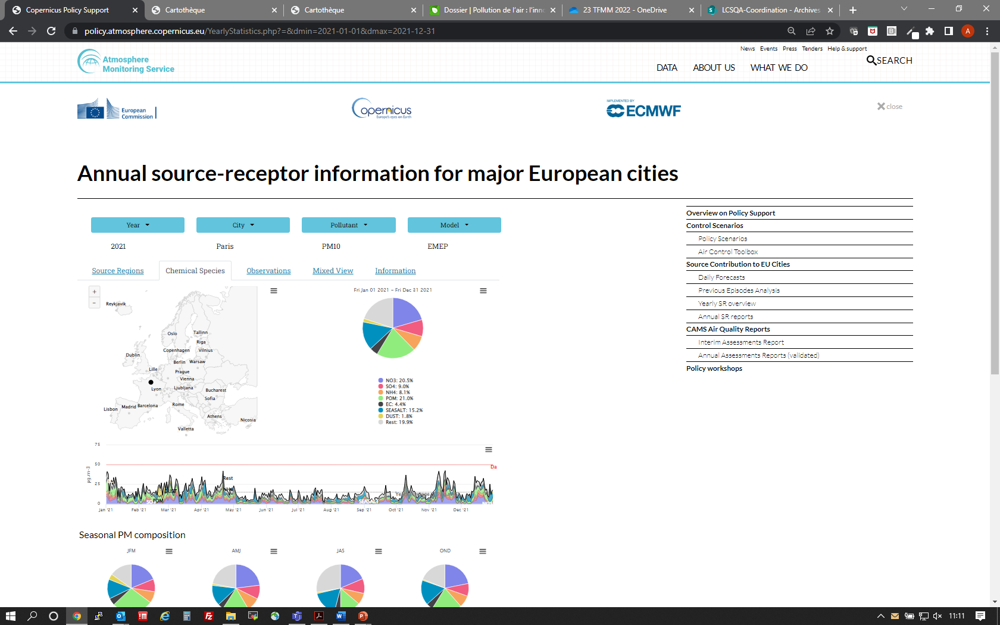 Copernicus Policy Support
Cartothèque
Cartothèque
Dossier | Pollution de l'air : l'inno
23 TFMM 2022 - OneDrive
LCSQA-Coordination - Archives
policy.atmosphere.copernicus.eu/YearlyStatistics.php?=&dmin=2021-01-01&dmax=2021-12-31
A
News Events Press Tenders Help & support
Atmosphere
Monitoring Service
DATA ABOUT US WHAT WE DO
SEARCH
European
Commission
opernicus
Europe's eyes on Earth
IMPLEMENTED BY
ECMWF
close
Annual source-receptor information for major European cities
Year City Pollutant Model
2021 Paris PM10 EMEP
Source Regions Chemical Species Observations Mixed View Information
+
−
Reykjavik
Oslo
Tallinn
Riga
Copenhagen
Vilnius
Dublin
Berlin
Warsaw
Lille
Prague
Vienna
Lyon
Ljubljana
Bucharest
Sofia
Lisbon
Madrid
Barcelona
Rome
Athens
Nicosia
Valletta
Fri Jan 01 2021 – Fri Dec 31 2021
NO3: 20.5%
SO4: 9.0%
NH4: 8.1%
POM: 21.0%
EC: 4.4%
SEASALT: 15.2%
DUST: 1.8%
Rest: 19.9%
75
50
25
0
µg.m-3
Da
Rest
NH4
DUST
POM
SO4
SEASALT
Jan '21 Feb '21 Mar '21 Apr '21 May '21 Jun '21 Jul '21 Aug '21 Sep '21 Oct '21 Nov '21 Dec '21
Seasonal PM composition
JFM
AMJ
JAS
OND
Overview on Policy Support
Control Scenarios
Policy Scenarios
Air Control Toolbox
Source Contribution to EU Cities
Daily Forecasts
Previous Episodes Analysis
Yearly SR overview
Annual SR reports
CAMS Air Quality Reports
Interim Assessments Report
Annual Assessments Reports (validated)
Policy workshops
11:11